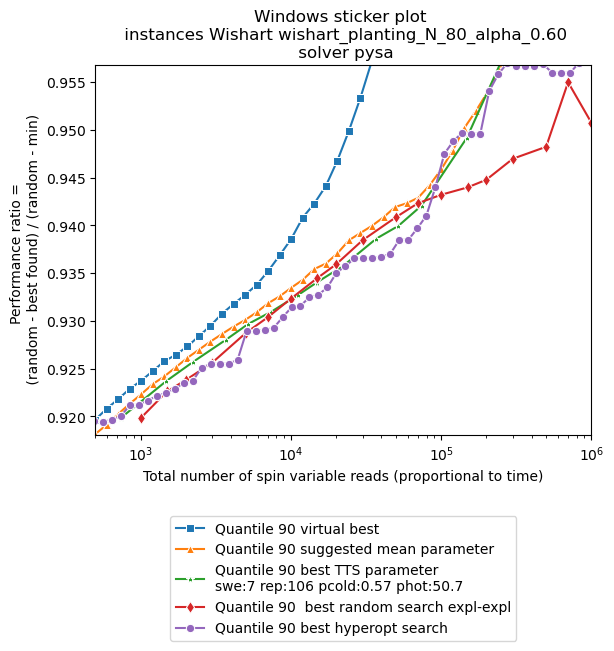 Windows sticker plot
instances Wishart wishart_planting_N_80_alpha_0.60
solver pysa
Performance ratio =
(random - best found) / (random - min)
0.955
0.950
0.945
0.940
0.935
0.930
0.925
0.920
10³
10⁴
10⁵
10⁶
Total number of spin variable reads (proportional to time)
Quantile 90 virtual best
Quantile 90 suggested mean parameter
Quantile 90 best TTS parameter
swe:7 rep:106 pcold:0.57 phot:50.7
Quantile 90  best random search expl-expl
Quantile 90 best hyperopt search